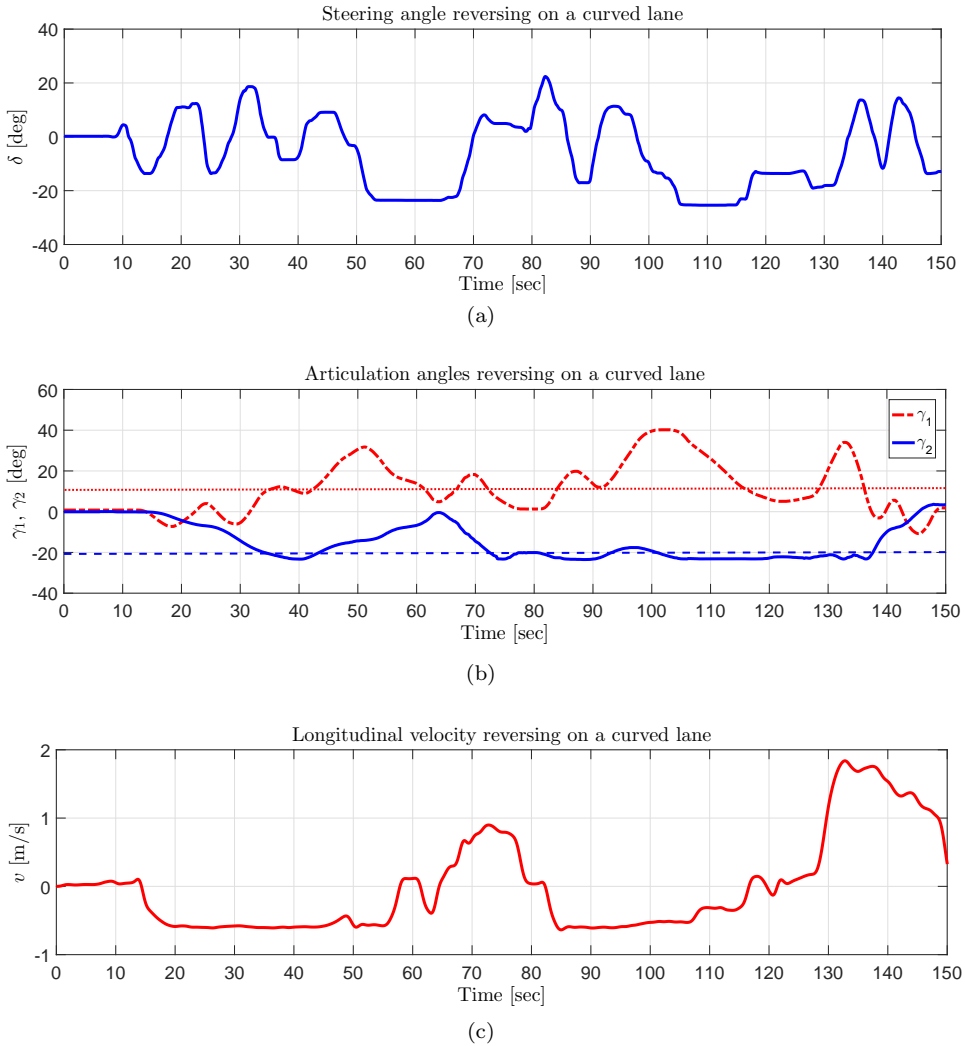 Steering angle reversing on a curved lane
40
20
0
-20
-40
δ [deg]
0 10 20 30 40 50 60 70 80 90 100 110 120 130 140 150
Time [sec]
(a)
Articulation angles reversing on a curved lane
60
40
20
0
-20
-40
γ1, γ2 [deg]
γ1
γ2
0 10 20 30 40 50 60 70 80 90 100 110 120 130 140 150
Time [sec]
(b)
Longitudinal velocity reversing on a curved lane
2
1
0
-1
v [m/s]
0 10 20 30 40 50 60 70 80 90 100 110 120 130 140 150
Time [sec]
(c)